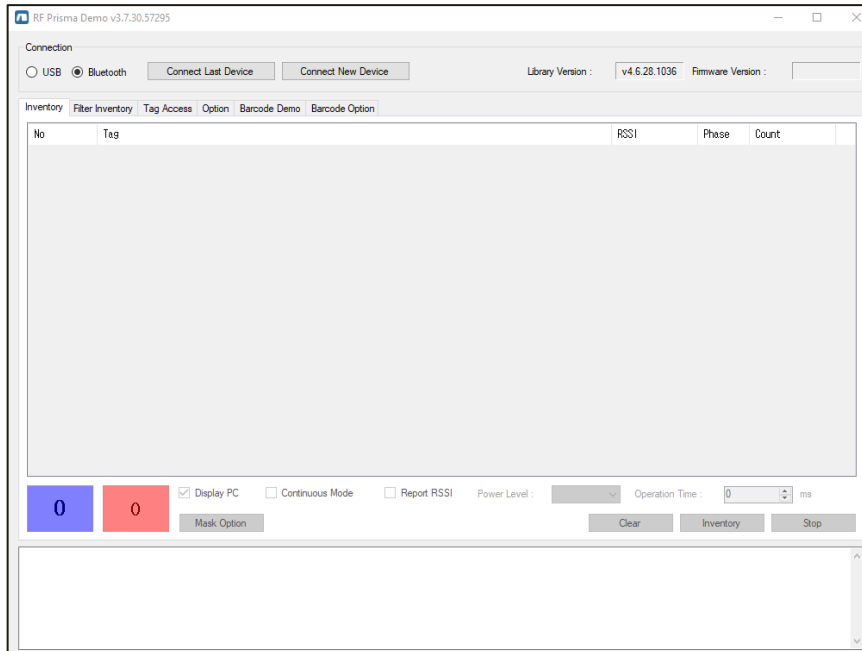 RF Prisma Demo v3.7.30.57295
Connection
USB Bluetooth Connect Last Device Connect New Device Library Version : v4.6.28.1036 Firmware Version :
Inventory Filter Inventory Tag Access Option Barcode Demo Barcode Option
No Tag RSSI Phase Count
0 0 Display PC Continuous Mode Report RSSI Power Level : Operation Time : 0 ms
Mask Option Clear Inventory Stop